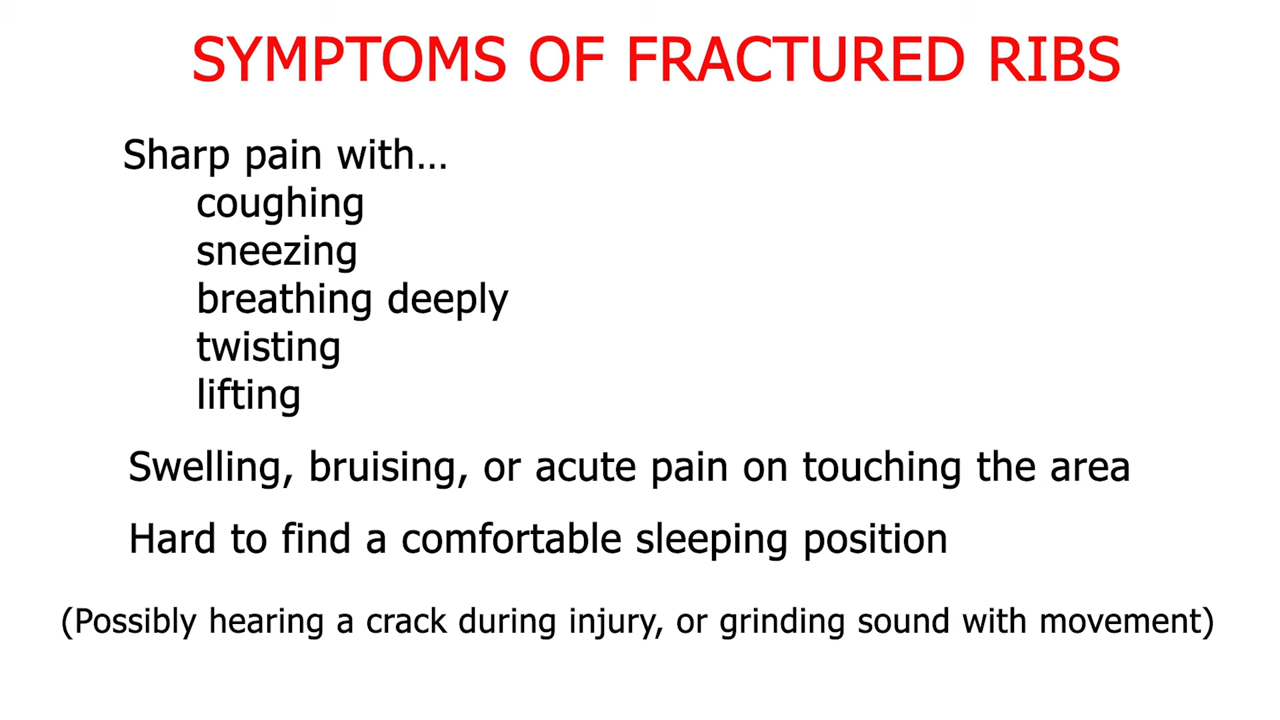 SYMPTOMS OF FRACTURED RIBS
Sharp pain with...
coughing
sneezing
breathing deeply
twisting
lifting
Swelling, bruising, or acute pain on touching the area
Hard to find a comfortable sleeping position
(Possibly hearing a crack during injury, or grinding sound with movement)